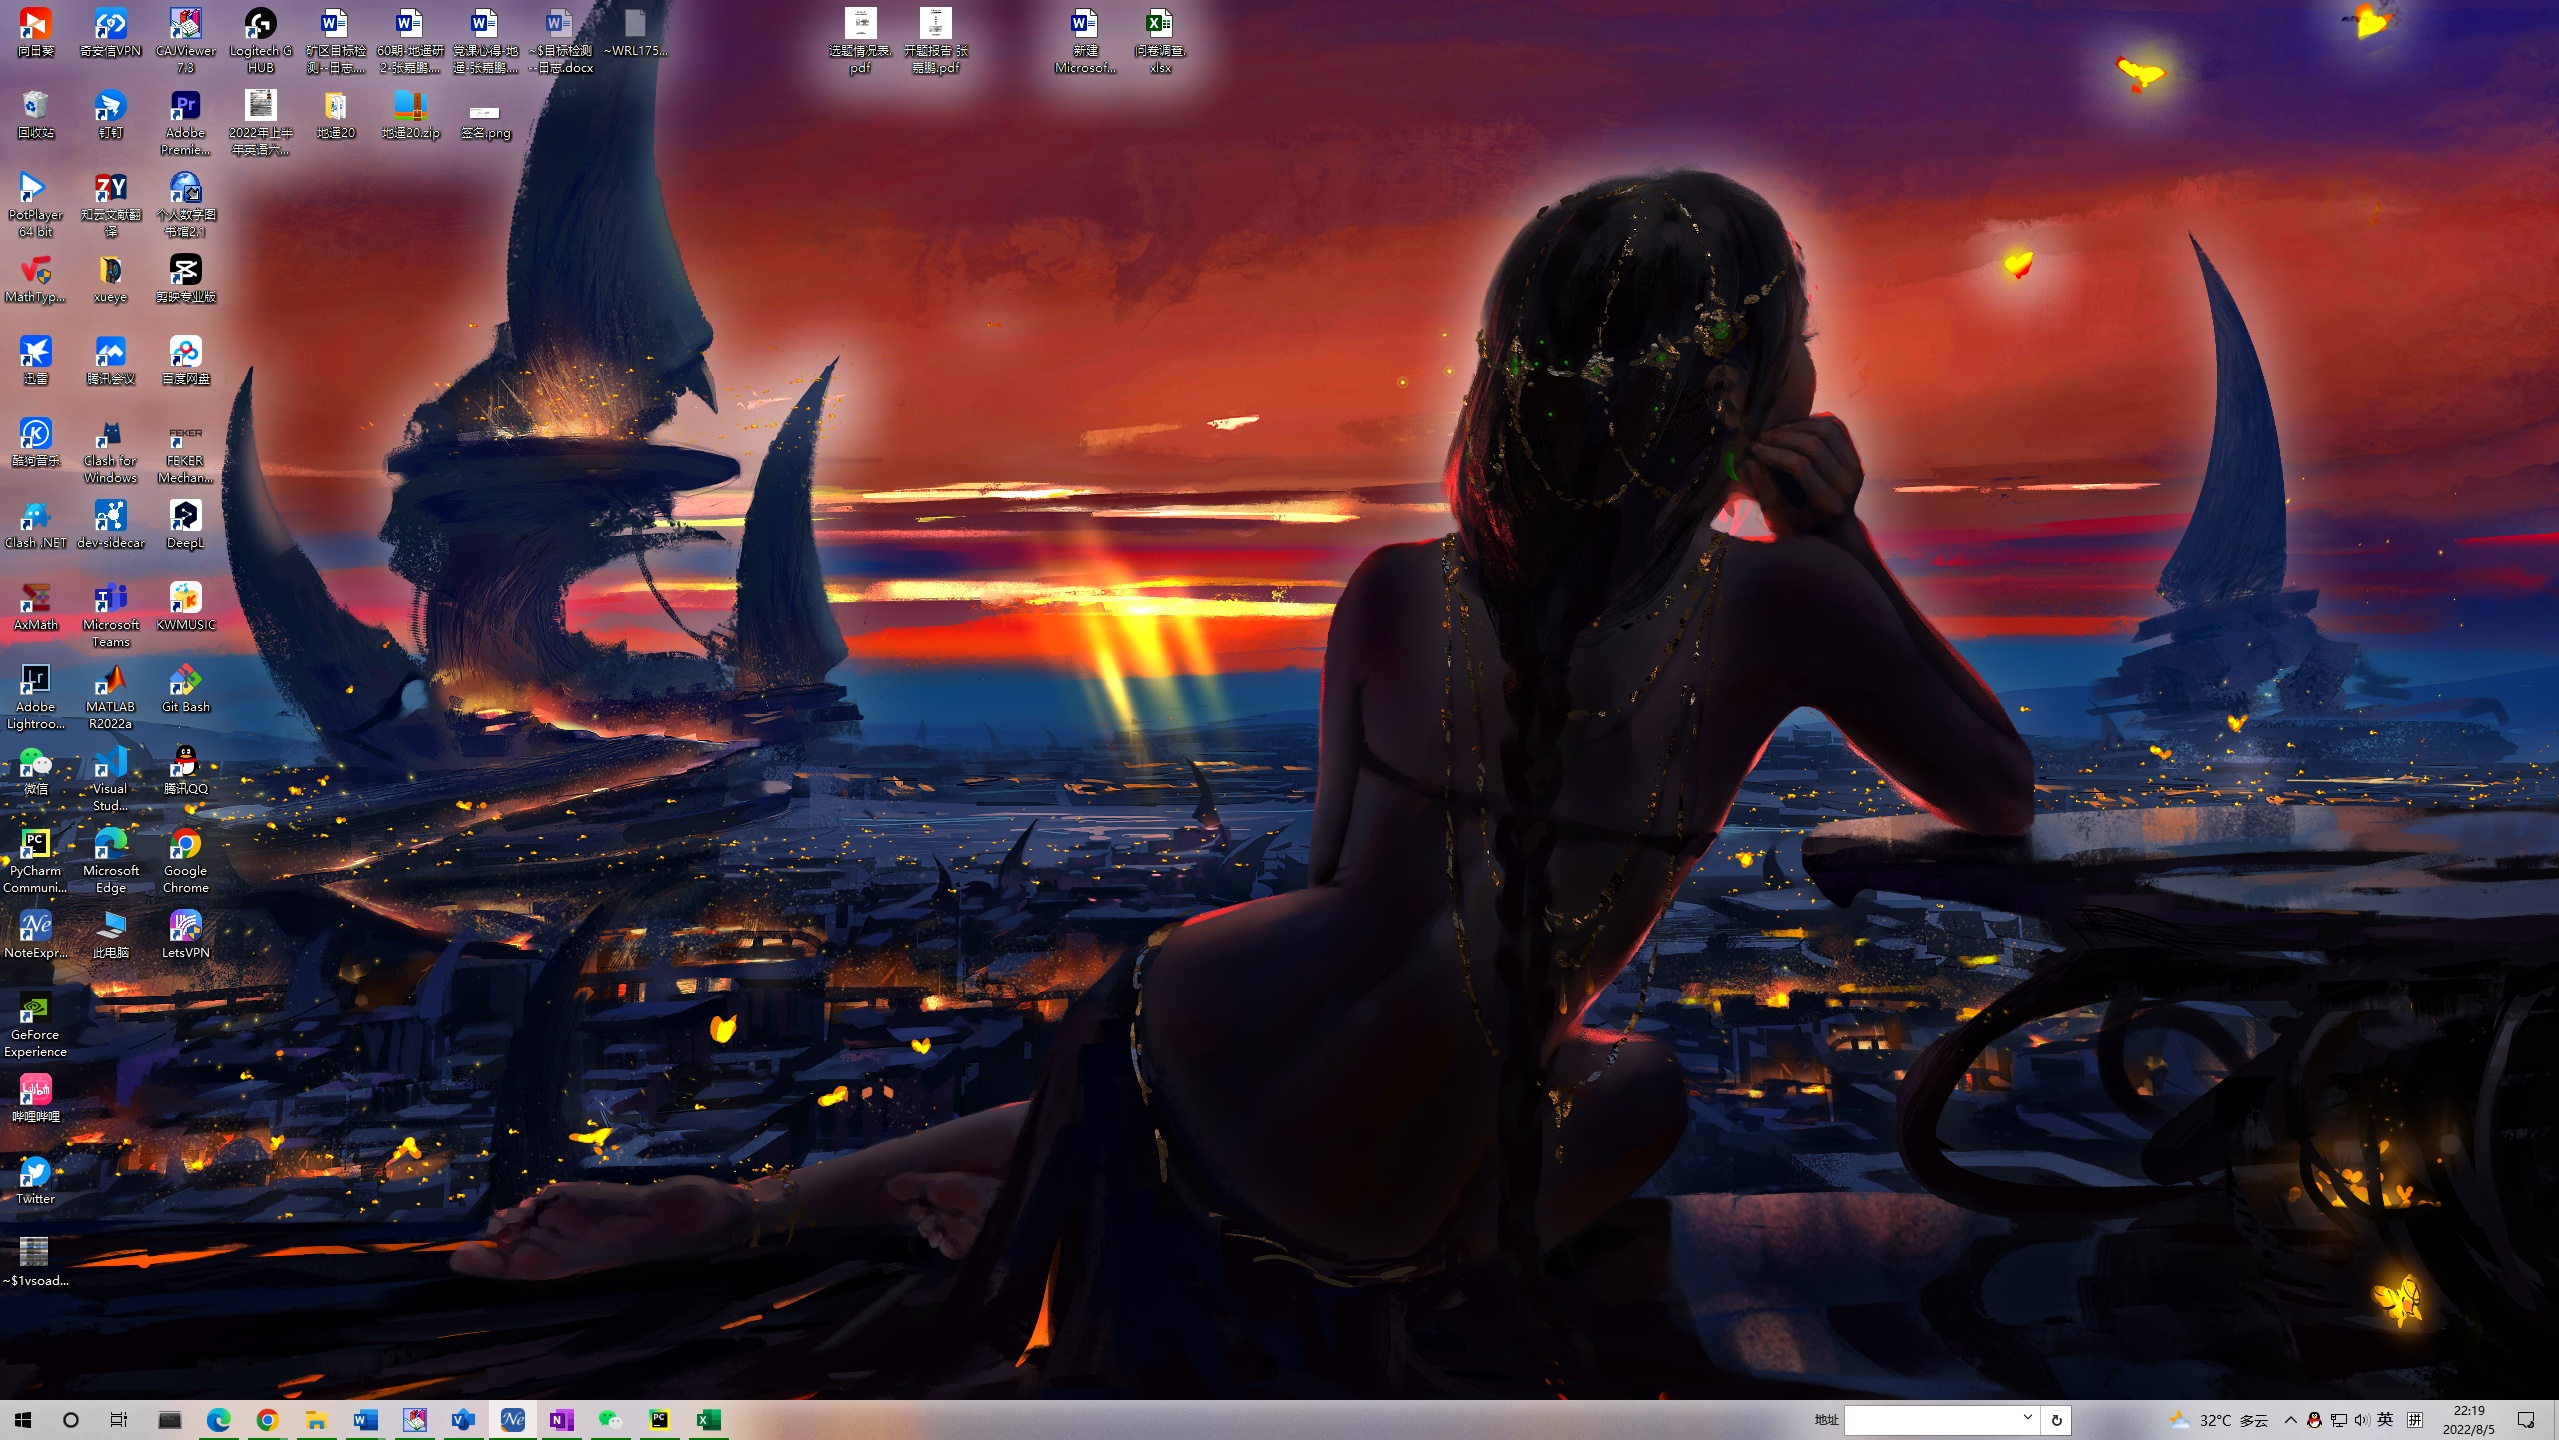 向日葵
奇安信VPN
CAJViewer
7.3
Logitech G
HUB
矿区目标检
测--日志....
60期-地遥研
2-张嘉鹏....
党课心得-地
遥-张嘉鹏....
~$目标检测
--日志.docx
~WRL175...
选题情况表.
pdf
开题报告 张
嘉鹏.pdf
新建
Microsof...
问卷调查.
xlsx
回收站
钉钉
Pr
Adobe
Premie...
2022年上半
年英语六...
地遥20
地遥20.zip
签名.png
PotPlayer
64 bit
ZY
知云文献翻
译
个人数字图
书馆2.1
MathTyp...
xueye
剪映专业版
迅雷
腾讯会议
百度网盘
K
酷狗音乐
Clash for
Windows
FEKER
FEKER
Mechan...
Clash .NET
dev-sidecar
DeepL
AxMath
Microsoft
Teams
KWMUSIC
Lr
Adobe
Lightroo...
MATLAB
R2022a
Git Bash
微信
Visual
Stud...
腾讯QQ
PC
PyCharm
Communi...
Microsoft
Edge
Google
Chrome
Ne
NoteExpr...
此电脑
LetsVPN
GeForce
Experience
bilibili
哔哩哔哩
Twitter
~$1vsoad...
地址
32°C 多云
英
拼
22:19
2022/8/5